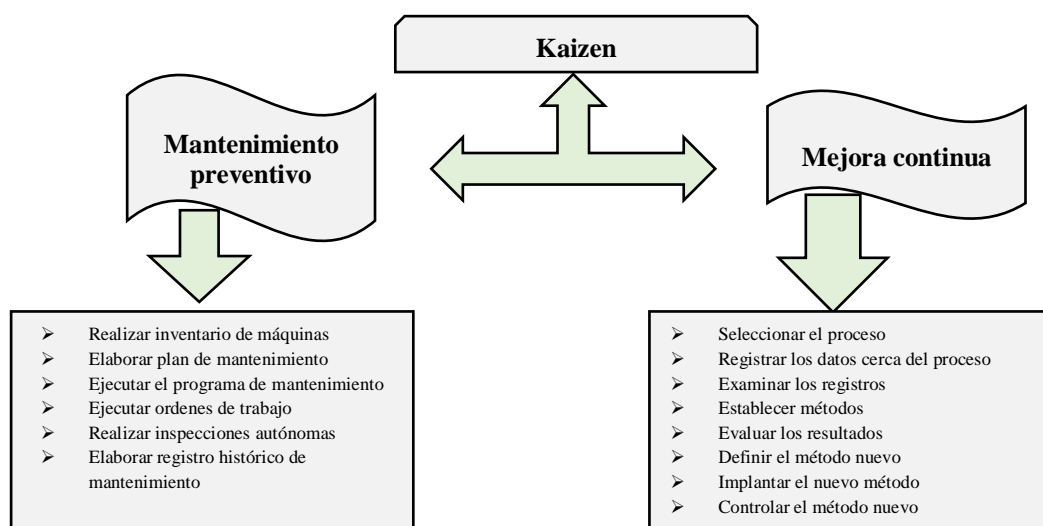 Kaizen
Mantenimiento
preventivo
Mejora continua
Realizar inventario de máquinas
Elaborar plan de mantenimiento
Ejecutar el programa de mantenimiento
Ejecutar ordenes de trabajo
Realizar inspecciones autónomas
Elaborar registro histórico de
mantenimiento
Seleccionar el proceso
Registrar los datos cerca del proceso
Examinar los registros
Establecer métodos
Evaluar los resultados
Definir el método nuevo
Implantar el nuevo método
Controlar el método nuevo